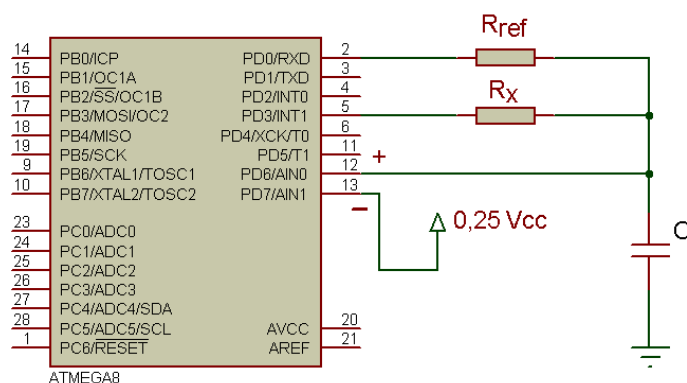 Rref
14 PB0/ICP PD0/RXD 2
15 PB1/OC1A PD1/TXD 3
16 PB2/SS/OC1B PD2/INT0 4
17 PB3/MOSI/OC2 PD3/INT1 5
Rx
18 PB4/MISO PD4/XCK/T0 6
19 PB5/SCK PD5/T1 11 +
9 PB6/XTAL1/TOSC1 PD6/AIN0 12
10 PB7/XTAL2/TOSC2 PD7/AIN1 13
−
0,25 Vcc
C
23 PC0/ADC0
24 PC1/ADC1
25 PC2/ADC2
26 PC3/ADC3
27 PC4/ADC4/SDA
28 PC5/ADC5/SCL AVCC 20
1 PC6/RESET AREF 21
ATMEGA8